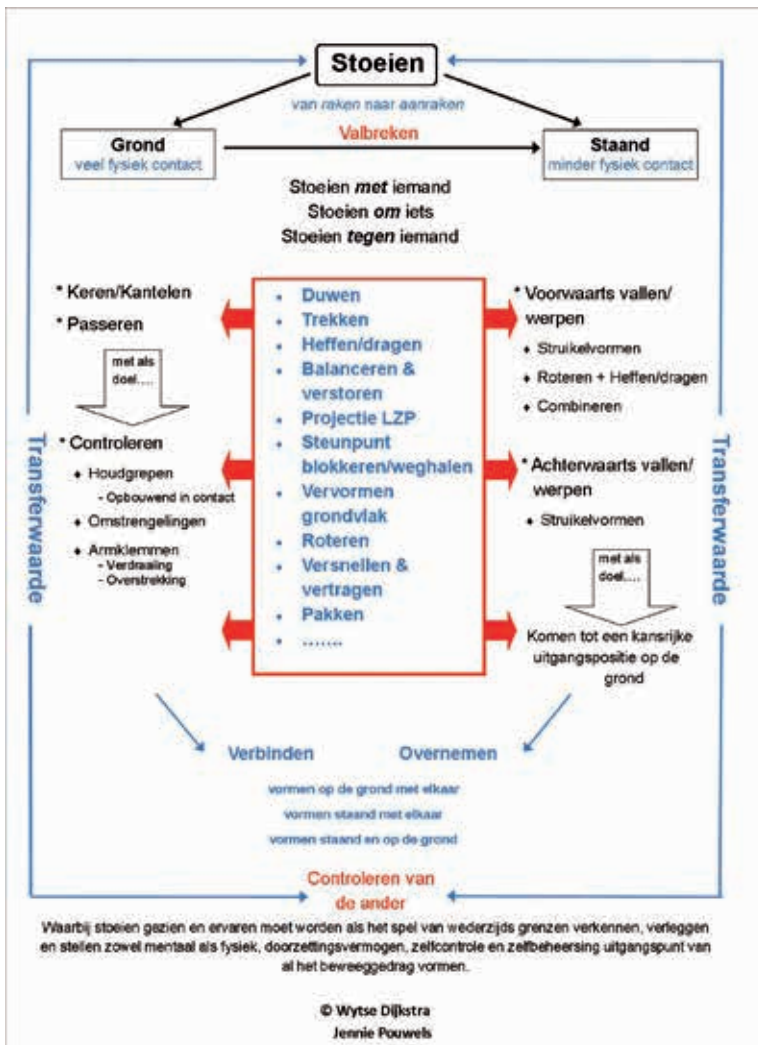 Stoeien
van raken naar aanraken
Valbreken
Grond
veel fysiek contact
Staand
minder fysiek contact
Stoeien met iemand
Stoeien om iets
Stoeien tegen iemand
* Keren/Kantelen
* Passeren
met als
doel....
* Controleren
♦ Houdgrepen
- Opbouwend in contact
♦ Omstrengelingen
♦ Armklemmen
- Verdraaiing
- Overstrekking
• Duwen
• Trekken
• Heffen/dragen
• Balanceren &
verstoren
• Projectie LZP
• Steunpunt
blokkeren/weghalen
• Vervormen
grondvlak
• Roteren
• Versnellen &
vertragen
• Pakken
• .......
* Voorwaarts vallen/
werpen
♦ Struikelvormen
♦ Roteren + Heffen/dragen
♦ Combineren
* Achterwaarts vallen/
werpen
♦ Struikelvormen
met als
doel....
Komen tot een kansrijke
uitgangspositie op de
grond
Transferwaarde
Transferwaarde
Verbinden
Overnemen
vormen op de grond met elkaar
vormen staand met elkaar
vormen staand en op de grond
Controleren van
de ander
Waarbij stoeien gezien en ervaren moet worden als het spel van wederzijds grenzen verkennen, verleggen
en stellen zowel mentaal als fysiek, doorzettingsvermogen, zelfcontrole en zelfbeheersing uitgangspunt van
al het beweeggedrag vormen.
© Wytse Dijkstra
Jennie Pouwels